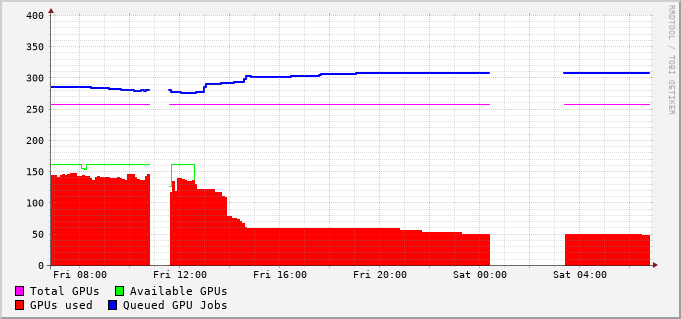 400
350
300
250
200
150
100
50
0
Fri 08:00 Fri 12:00 Fri 16:00 Fri 20:00 Sat 00:00 Sat 04:00
Total GPUs Available GPUs
GPUs used Queued GPU Jobs
RRDTOOL / TOBI OETIKER